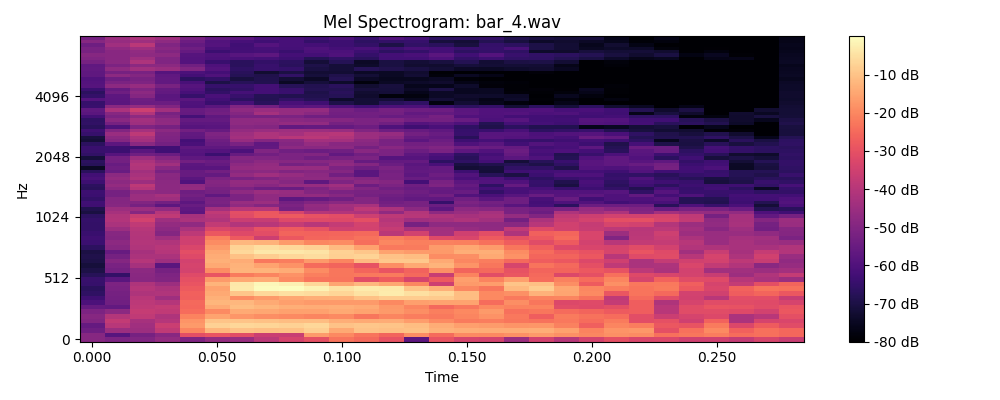 Mel Spectrogram: bar_4.wav
Hz
4096
2048
1024
512
0
0.000 0.050 0.100 0.150 0.200 0.250
Time
-10 dB
-20 dB
-30 dB
-40 dB
-50 dB
-60 dB
-70 dB
-80 dB